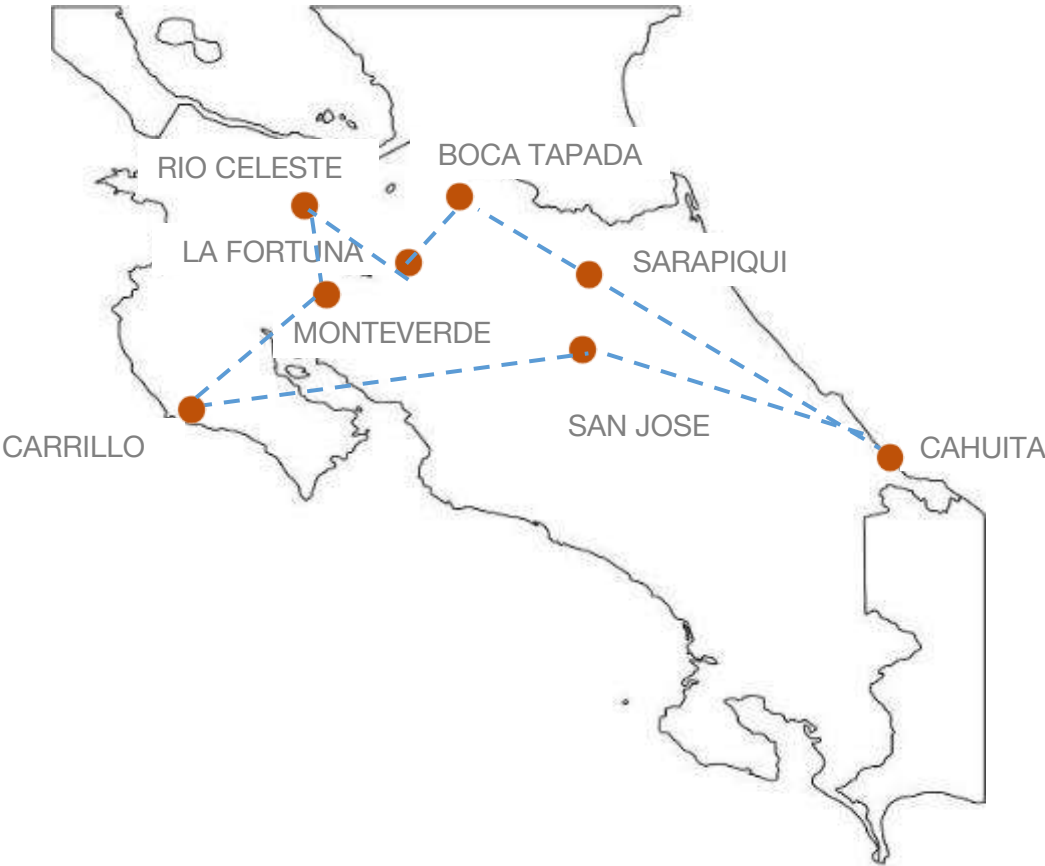 BOCA TAPADA
RIO CELESTE
LA FORTUNA
SARAPIQUI
MONTEVERDE
SAN JOSE
CARRILLO
CAHUITA